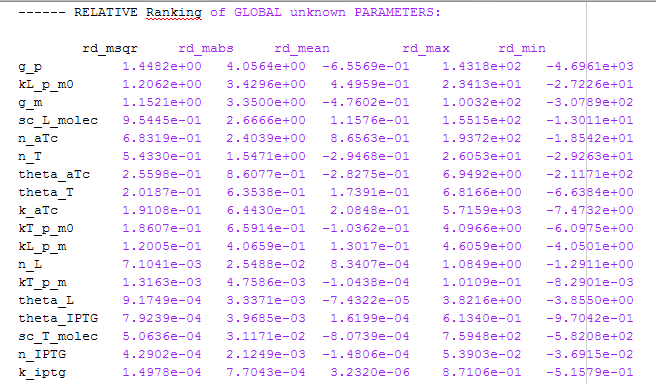 ------ RELATIVE Ranking of GLOBAL unknown PARAMETERS:
rd_msqr rd_mabs rd_mean rd_max rd_min
g_p 1.4482e+00 4.0564e+00 -6.5569e-01 1.4318e+02 -4.6961e+03
kL_p_m0 1.2062e+00 3.4296e+00 4.4959e-01 2.3413e+01 -2.7226e+01
g_m 1.1521e+00 3.3500e+00 -4.7602e-01 1.0032e+02 -3.0789e+02
sc_L_molec 9.5445e-01 2.6666e+00 1.1576e-01 1.5515e+02 -1.3011e+01
n_aTc 6.8319e-01 2.4039e+00 8.6563e-01 1.9372e+02 -1.8542e+01
n_T 5.4330e-01 1.5471e+00 -2.9468e-01 2.6053e+01 -2.9263e+01
theta_aTc 2.5598e-01 8.6077e-01 -2.8275e-01 6.9492e+00 -2.1171e+02
theta_T 2.0187e-01 6.3538e-01 1.7391e-01 6.8166e+00 -6.6384e+00
k_aTc 1.9108e-01 6.4430e-01 2.0848e-01 5.7159e+03 -7.4732e+00
kT_p_m0 1.8607e-01 6.5914e-01 -1.0362e-01 4.0966e+00 -6.0975e+00
kL_p_m 1.2005e-01 4.0659e-01 1.3017e-01 4.6059e+00 -4.0501e+00
n_L 7.1041e-03 2.5488e-02 8.3407e-04 1.0849e+00 -1.2911e+00
kT_p_m 1.3163e-03 4.7586e-03 -1.0438e-04 1.0109e-01 -8.2901e-03
theta_L 9.1749e-04 3.3371e-03 -7.4322e-05 3.8216e+00 -3.8550e+00
theta_IPTG 7.9239e-04 3.9685e-03 1.6199e-04 6.1340e-01 -9.7042e-01
sc_T_molec 5.0636e-04 3.1171e-02 -8.0739e-04 7.5948e+02 -5.8208e+02
n_IPTG 4.2902e-04 2.1249e-03 -1.4806e-04 5.3903e-02 -3.6915e-02
k_iptg 1.4978e-04 7.7043e-04 3.2320e-06 8.7106e-01 -5.1579e-01